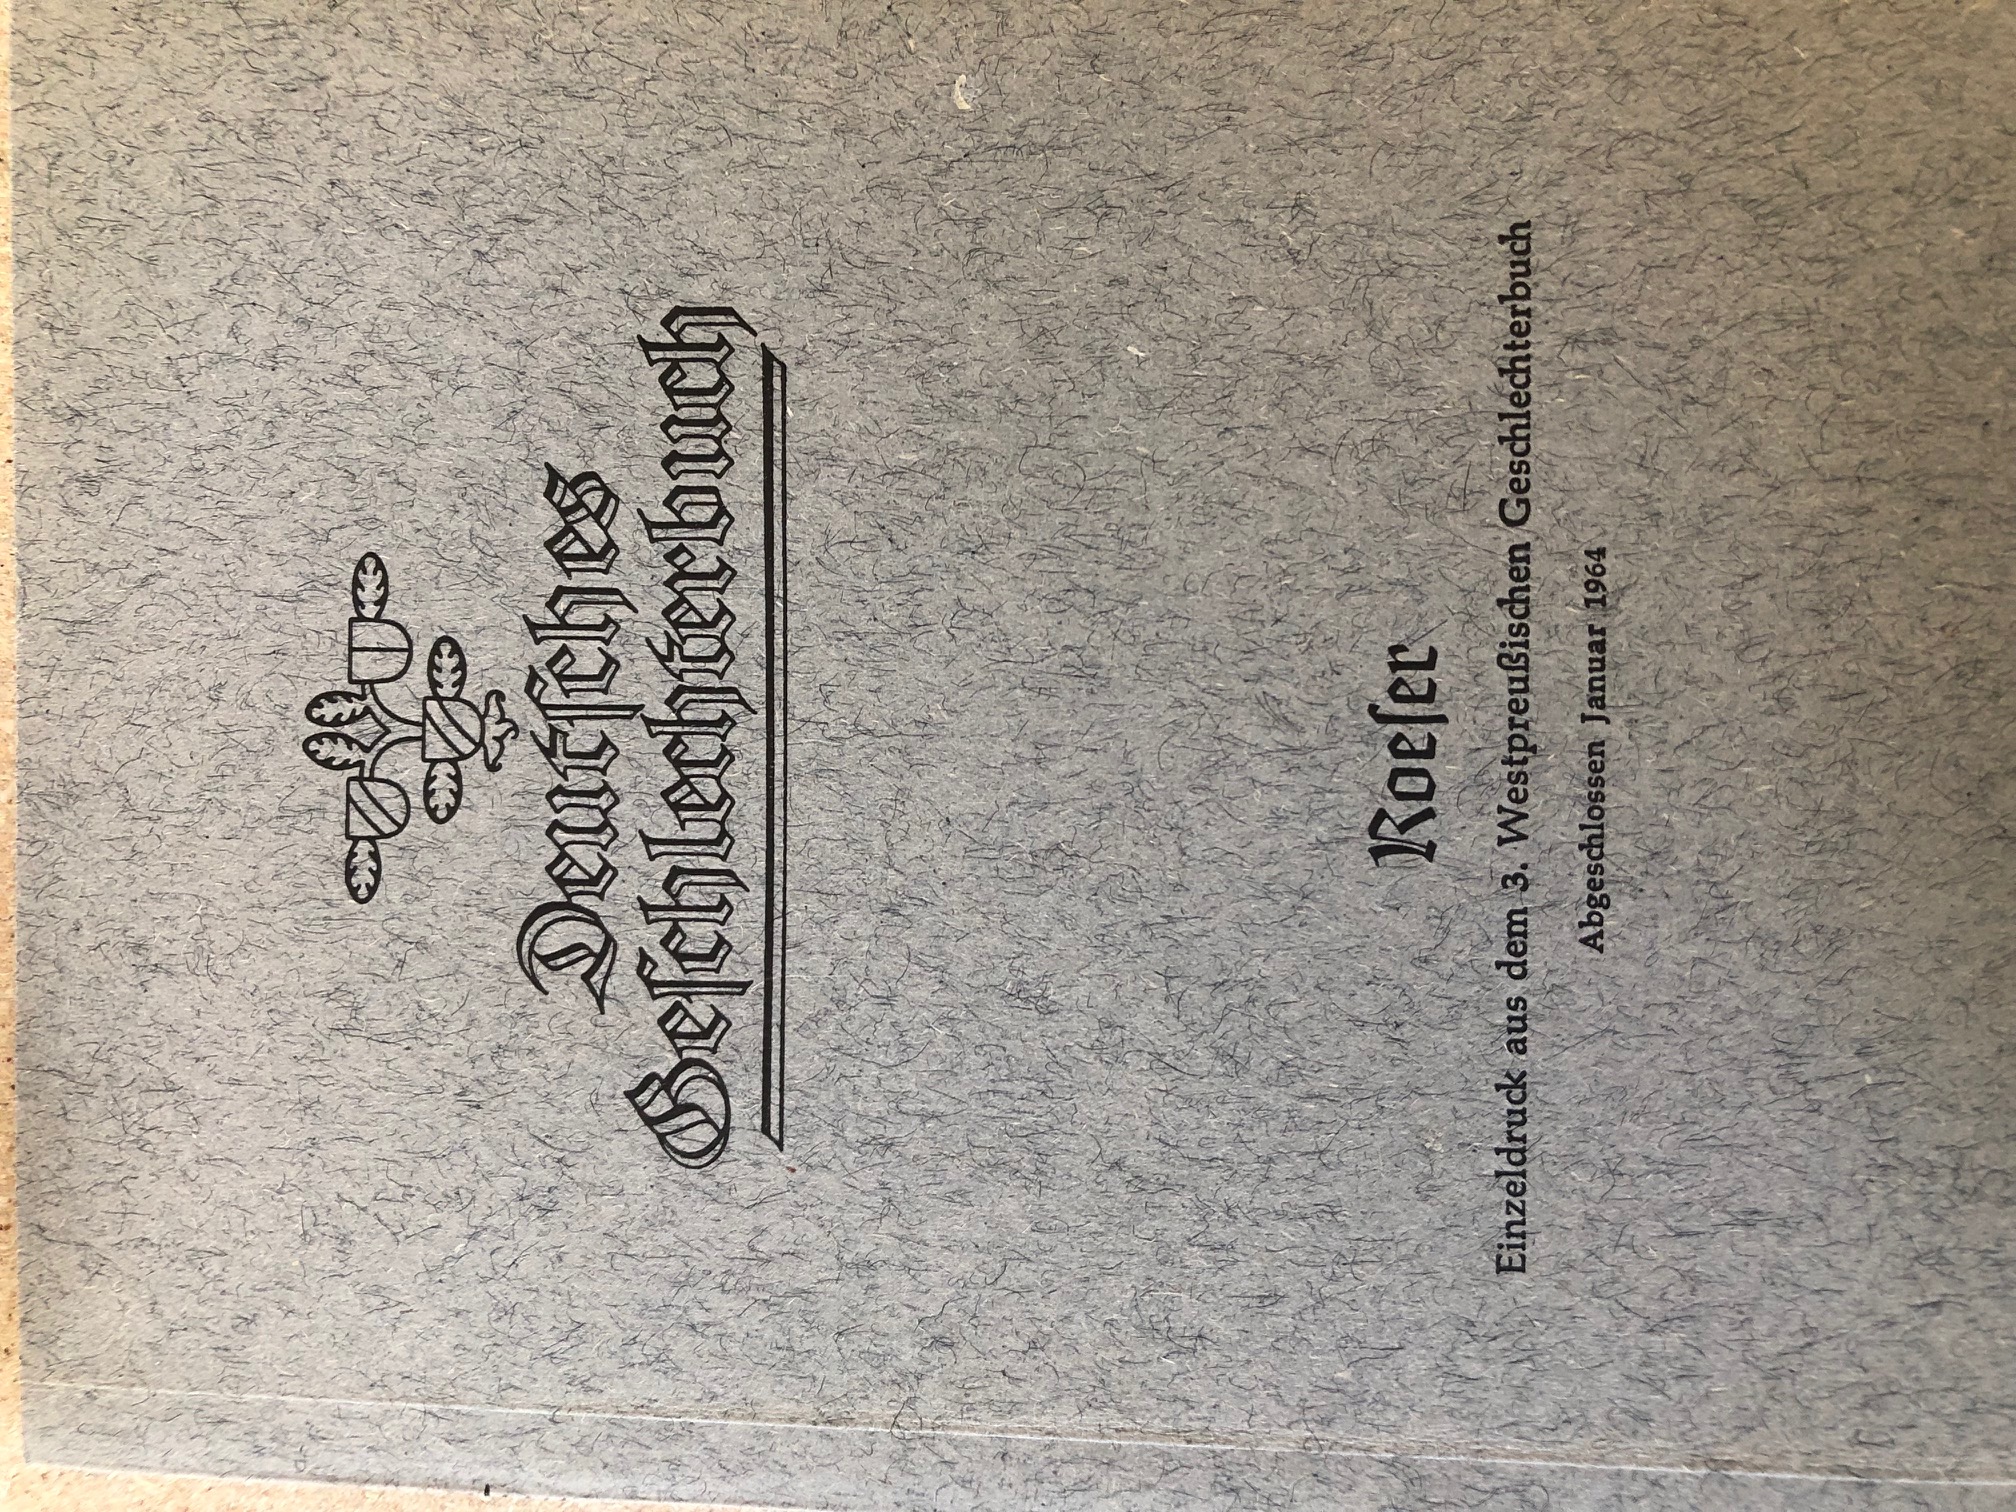 Deutſches
Geſchlechterbuch
Roeſer
Einzeldruck aus dem 3. Westpreußischen Geschlechterbuch
Abgeschlossen Januar 1964